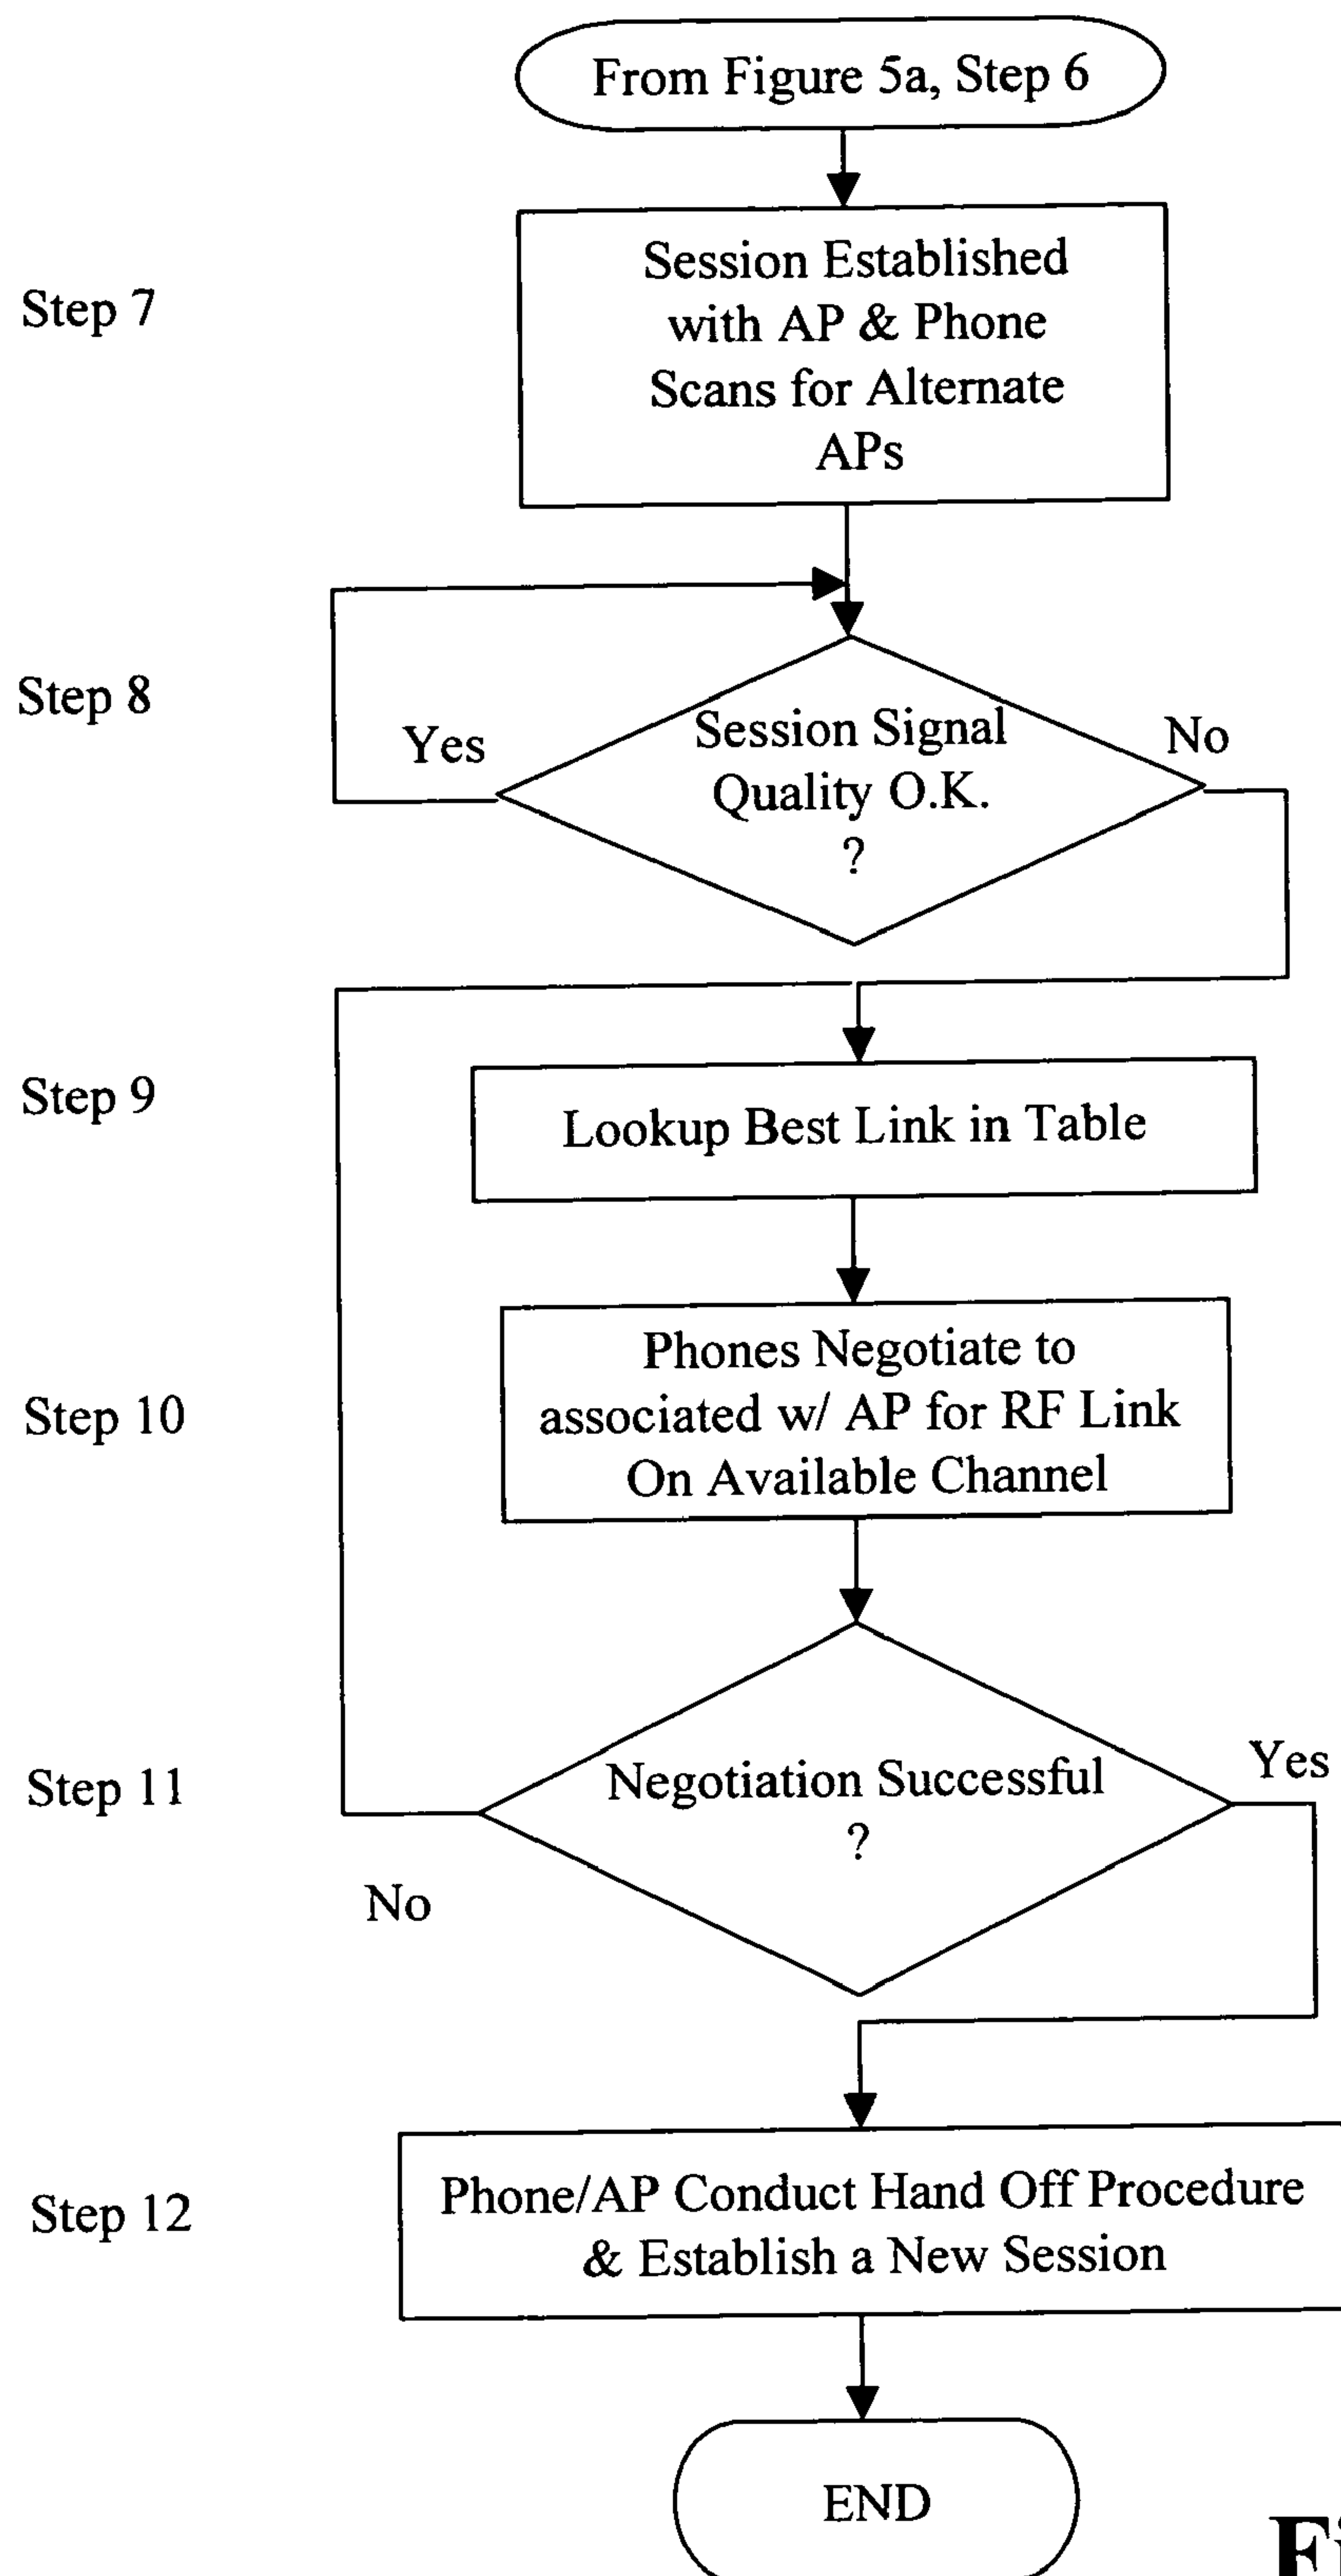 From Figure 5a, Step 6
Step 7
Session Established
with AP & Phone
Scans for Alternate
APs
Step 8
Yes
Session Signal
Quality O.K.
?
No
Step 9
Lookup Best Link in Table
Step 10
Phones Negotiate to
associated w/ AP for RF Link
On Available Channel
Step 11
Negotiation Successful
?
Yes
No
Step 12
Phone/AP Conduct Hand Off Procedure
& Establish a New Session
END